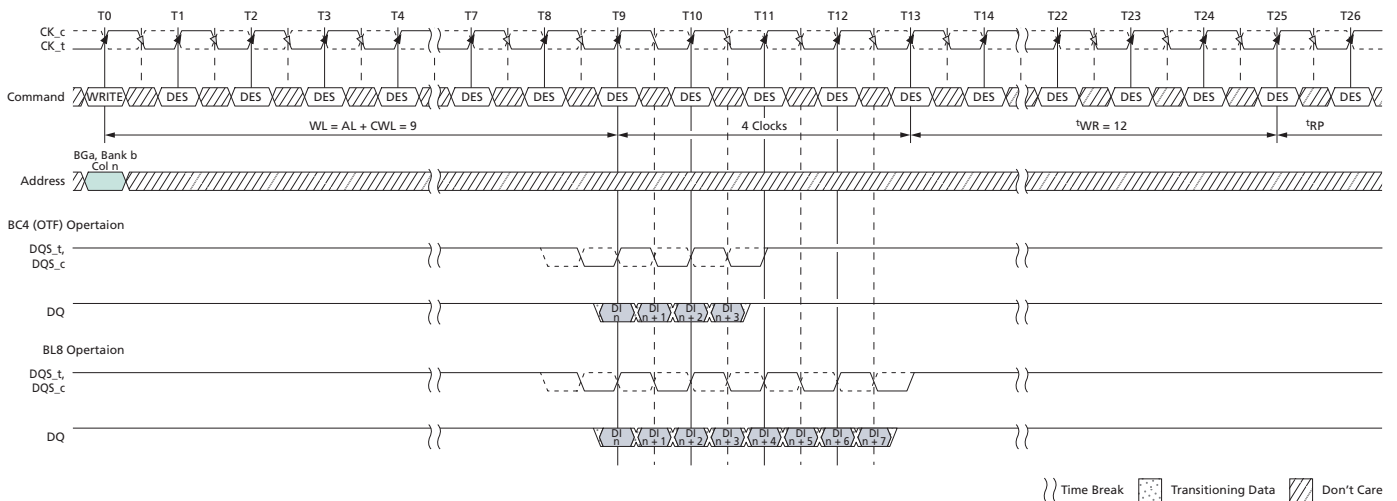 T0 T1 T2 T3 T4 T7 T8 T9 T10 T11 T12 T13 T14 T22 T23 T24 T25 T26
CK_c
CK_t
Command WRITE DES DES DES DES DES DES DES DES DES DES DES DES DES DES DES DES DES
WL = AL + CWL = 9 4 Clocks tWR = 12 tRP
BGa, Bank b
Col n
Address
BC4 (OTF) Opertaion
DQS_t,
DQS_c
DQ DI n DI n + 1 DI n + 2 DI n + 3
BL8 Opertaion
DQS_t,
DQS_c
DQ DI n DI n + 1 DI n + 2 DI n + 3 DI n + 4 DI n + 5 DI n + 6 DI n + 7
Time Break Transitioning Data Don't Care